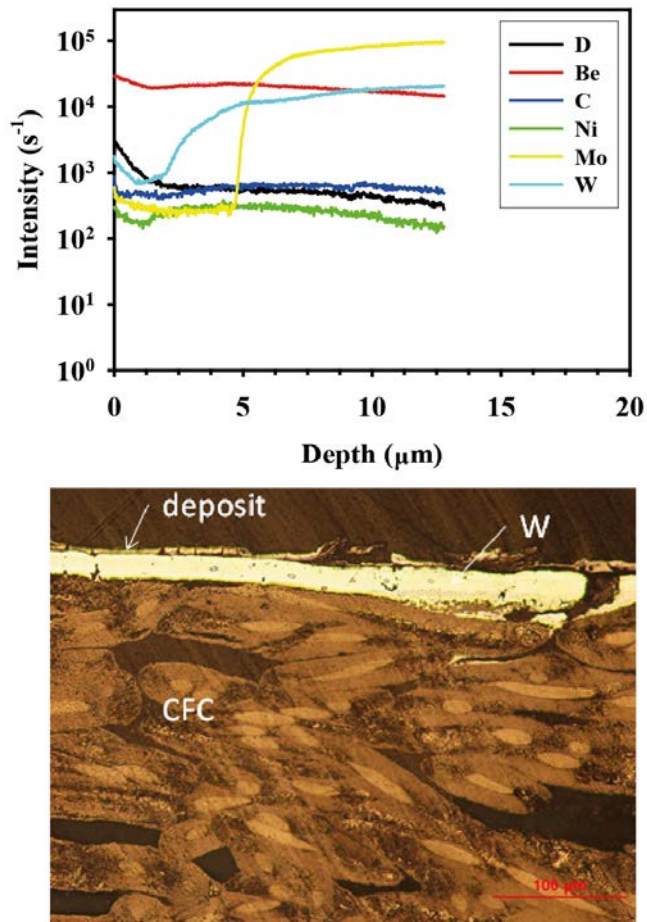 10⁵
10⁴
10³
10²
10¹
10⁰
Intensity (s⁻¹)
D
Be
C
Ni
Mo
W
0 5 10 15 20
Depth (μm)
deposit
W
CFC
100 μm